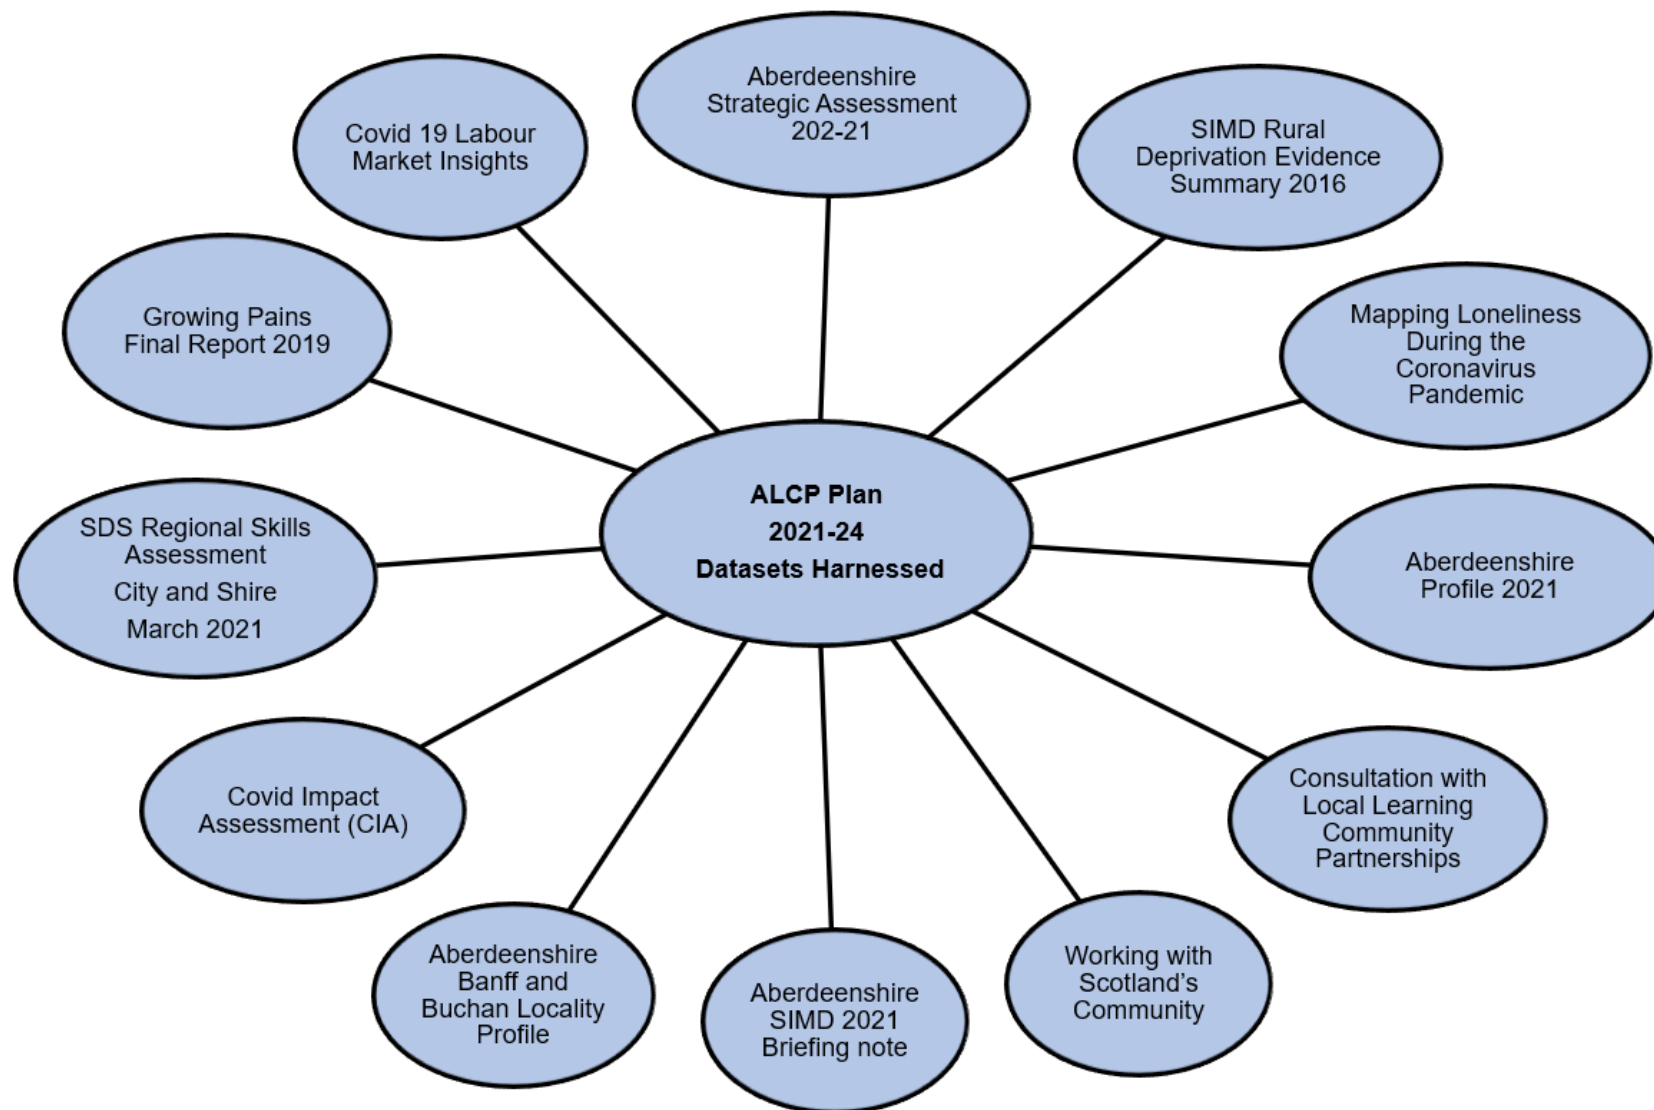 Aberdeenshire
Strategic Assessment
202-21
Covid 19 Labour
Market Insights
SIMD Rural
Deprivation Evidence
Summary 2016
Growing Pains
Final Report 2019
Mapping Loneliness
During the
Coronavirus
Pandemic
ALCP Plan
2021-24
Datasets Harnessed
SDS Regional Skills
Assessment
City and Shire
March 2021
Aberdeenshire
Profile 2021
Covid Impact
Assessment (CIA)
Consultation with
Local Learning
Community
Partnerships
Aberdeenshire
Banff and
Buchan Locality
Profile
Aberdeenshire
SIMD 2021
Briefing note
Working with
Scotland’s
Community